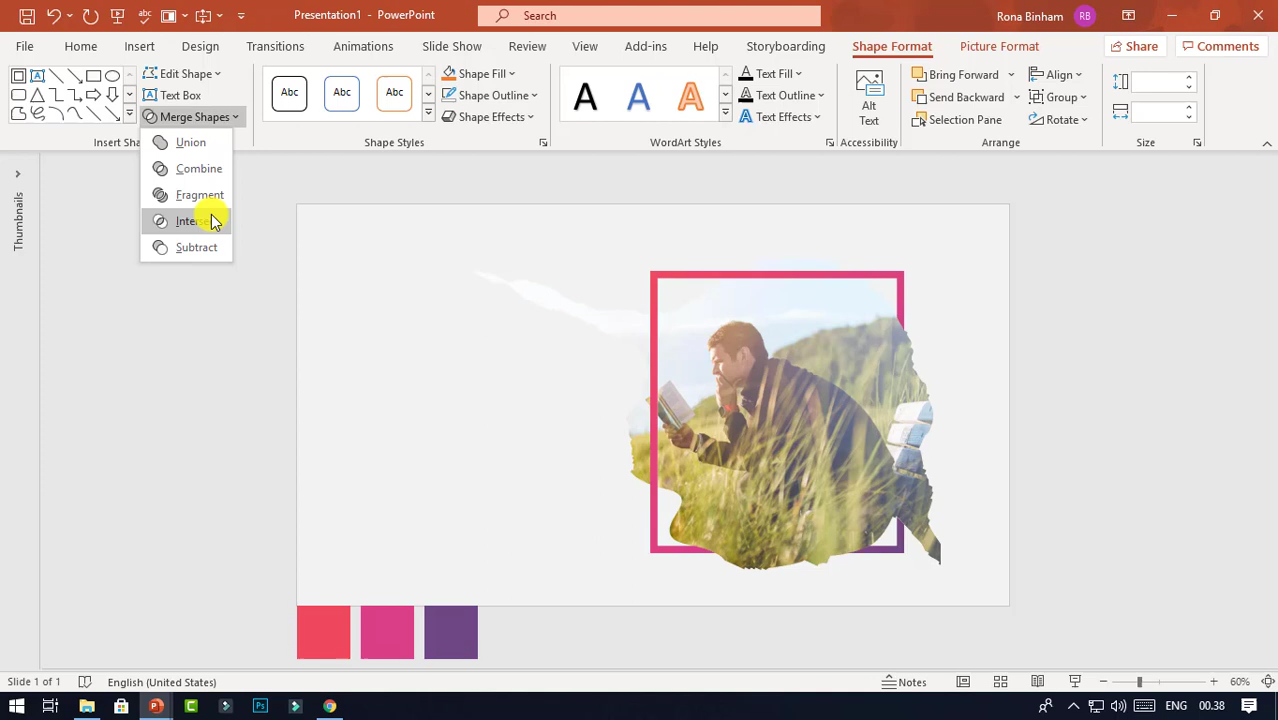 Presentation1 - PowerPoint
Search
Rona Binham
RB
File
Home
Insert
Design
Transitions
Animations
Slide Show
Review
View
Add-ins
Help
Storyboarding
Shape Format
Picture Format
Share
Comments
Edit Shape
Text Box
Merge Shapes
Abc
Abc
Abc
Shape Fill
Shape Outline
Shape Effects
A
A
A
Text Fill
Text Outline
Text Effects
Alt
Text
Bring Forward
Send Backward
Selection Pane
Align
Group
Rotate
Shape Styles
WordArt Styles
Accessibility
Arrange
Size
Union
Combine
Fragment
Subtract
Thumbnails
Slide 1 of 1
English (United States)
Notes
60%
ENG
00.38